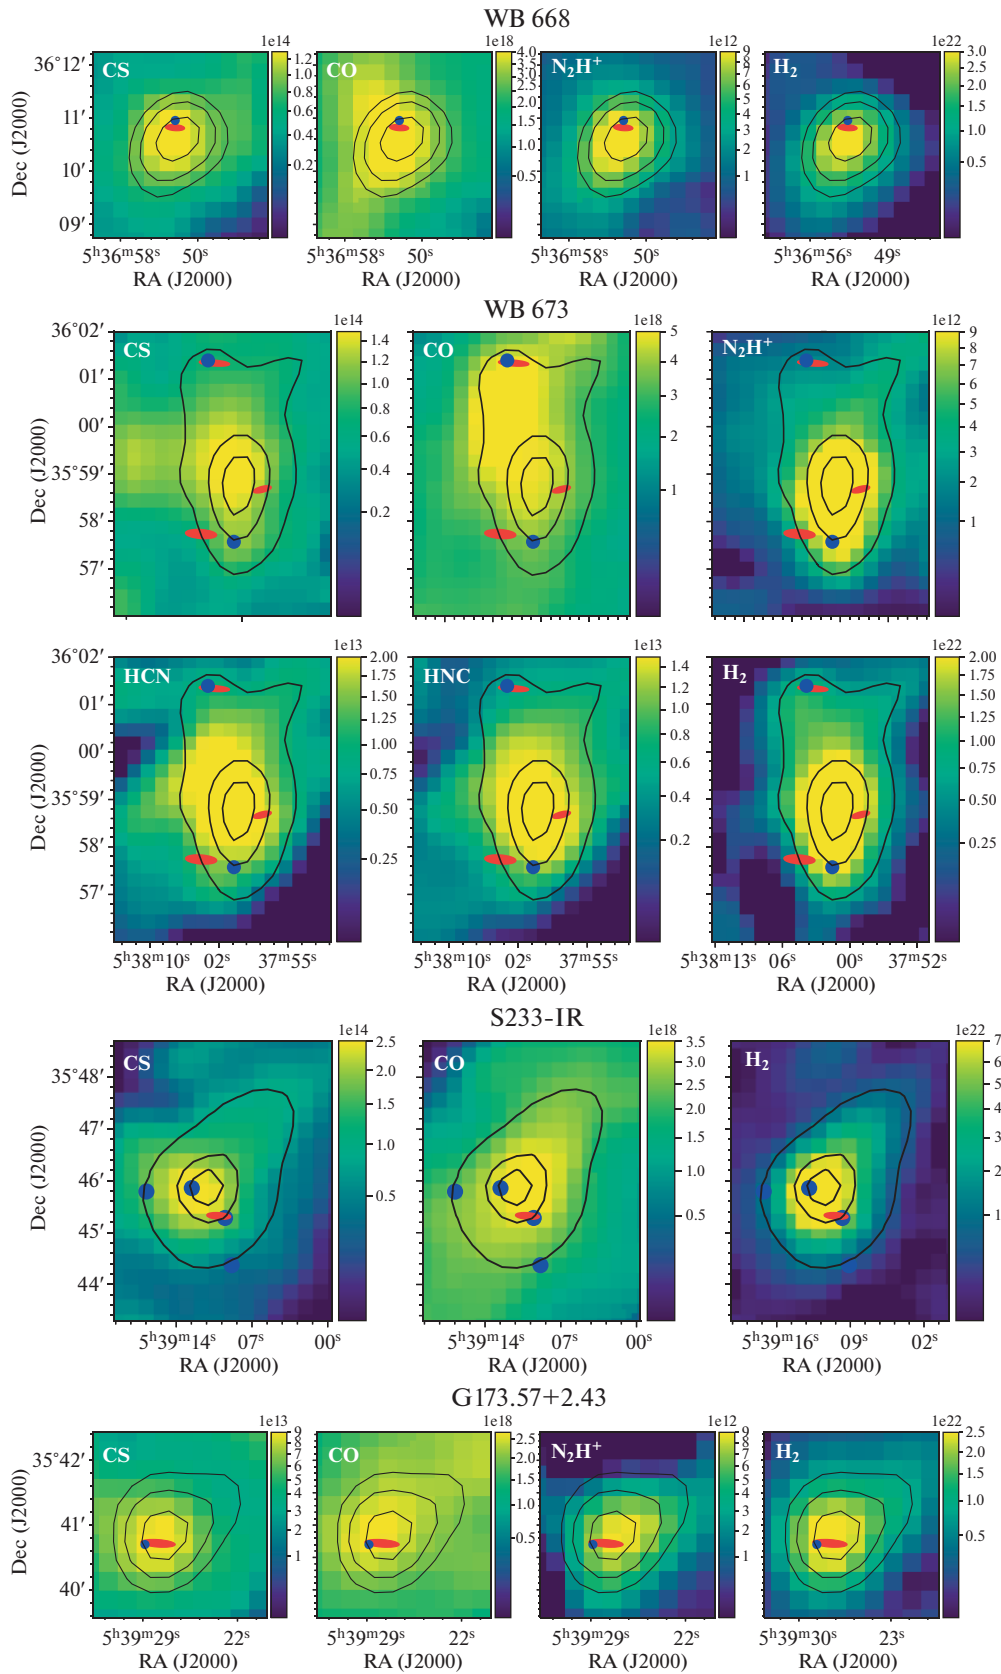 WB 668
1e14 1e18 1e12 1e22
CS CO N₂H⁺ H₂
36°12′ 11′ 10′ 09′
Dec (J2000)
1.2 1.0 0.8 0.6 0.4 0.2
4.0 3.5 3.0 2.5 2.0 1.5 1.0 0.5
9 8 7 6 5 4 3 2 1
3.0 2.5 2.0 1.5 1.0 0.5
5ʰ36ᵐ58ˢ 50ˢ 5ʰ36ᵐ58ˢ 50ˢ 5ʰ36ᵐ58ˢ 50ˢ 5ʰ36ᵐ56ˢ 49ˢ
RA (J2000) RA (J2000) RA (J2000) RA (J2000)
WB 673
1e14 1e18 1e12
CS CO N₂H⁺
36°02′ 01′ 00′ 35°59′ 58′ 57′
Dec (J2000)
1.4 1.2 1.0 0.8 0.6 0.4 0.2
5 4 3 2 1
9 8 7 6 5 4 3 2 1
1e13 1e13 1e22
HCN HNC H₂
36°02′ 01′ 00′ 35°59′ 58′ 57′
Dec (J2000)
2.00 1.75 1.50 1.25 1.00 0.75 0.50 0.25
1.4 1.2 1.0 0.8 0.6 0.4 0.2
2.00 1.75 1.50 1.25 1.00 0.75 0.50 0.25
5ʰ38ᵐ10ˢ 02ˢ 37ᵐ55ˢ 5ʰ38ᵐ10ˢ 02ˢ 37ᵐ55ˢ 5ʰ38ᵐ13ˢ 06ˢ 00ˢ 37ᵐ52ˢ
RA (J2000) RA (J2000) RA (J2000)
S233-IR
1e14 1e18 1e22
CS CO H₂
35°48′ 47′ 46′ 45′ 44′
Dec (J2000)
2.5 2.0 1.5 1.0 0.5
3.5 3.0 2.5 2.0 1.5 1.0 0.5
7 6 5 4 3 2 1
5ʰ39ᵐ14ˢ 07ˢ 00ˢ 5ʰ39ᵐ14ˢ 07ˢ 00ˢ 5ʰ39ᵐ16ˢ 09ˢ 02ˢ
RA (J2000) RA (J2000) RA (J2000)
G173.57+2.43
1e13 1e18 1e12 1e22
CS CO N₂H⁺ H₂
35°42′ 41′ 40′
Dec (J2000)
9 8 7 6 5 4 3 2 1
2.5 2.0 1.5 1.0 0.5
9 8 7 6 5 4 3 2 1
2.5 2.0 1.5 1.0 0.5
5ʰ39ᵐ29ˢ 22ˢ 5ʰ39ᵐ29ˢ 22ˢ 5ʰ39ᵐ29ˢ 22ˢ 5ʰ39ᵐ30ˢ 23ˢ
RA (J2000) RA (J2000) RA (J2000) RA (J2000)